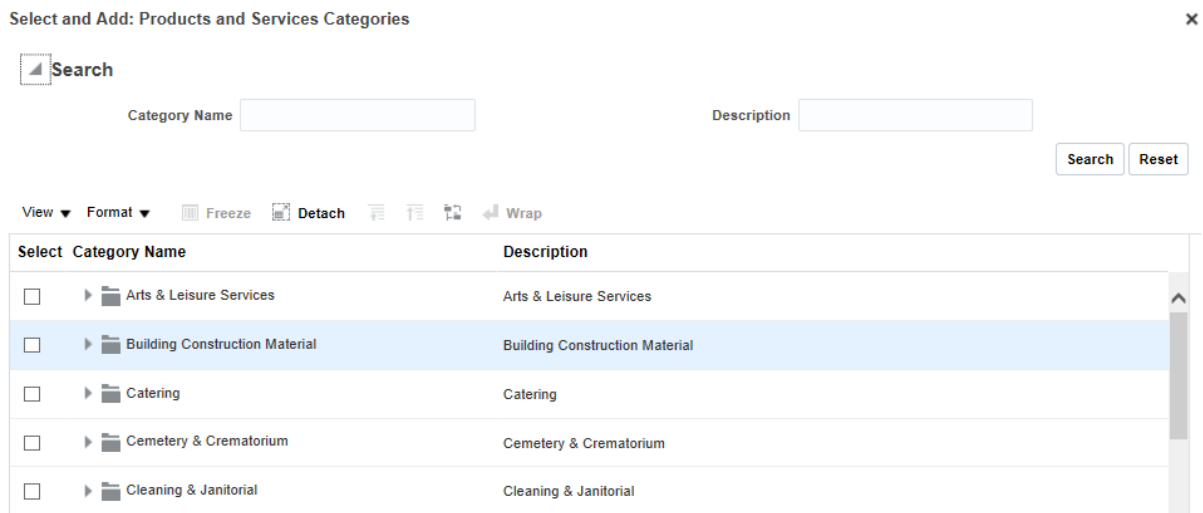 Select and Add: Products and Services Categories
Search
Category Name Description
Search Reset
View Format Freeze Detach Wrap
Select Category Name Description
Arts & Leisure Services Arts & Leisure Services
Building Construction Material Building Construction Material
Catering Catering
Cemetery & Crematorium Cemetery & Crematorium
Cleaning & Janitorial Cleaning & Janitorial